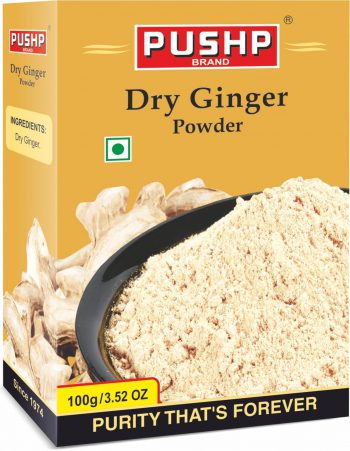 PUSHP
BRAND
®
Dry Ginger
Powder
100g/3.52 OZ
PURITY THAT'S FOREVER
PUSHP
BRAND
Dry Ginger
Powder
INGREDIENTS:
Dry Ginger.
Since 1974